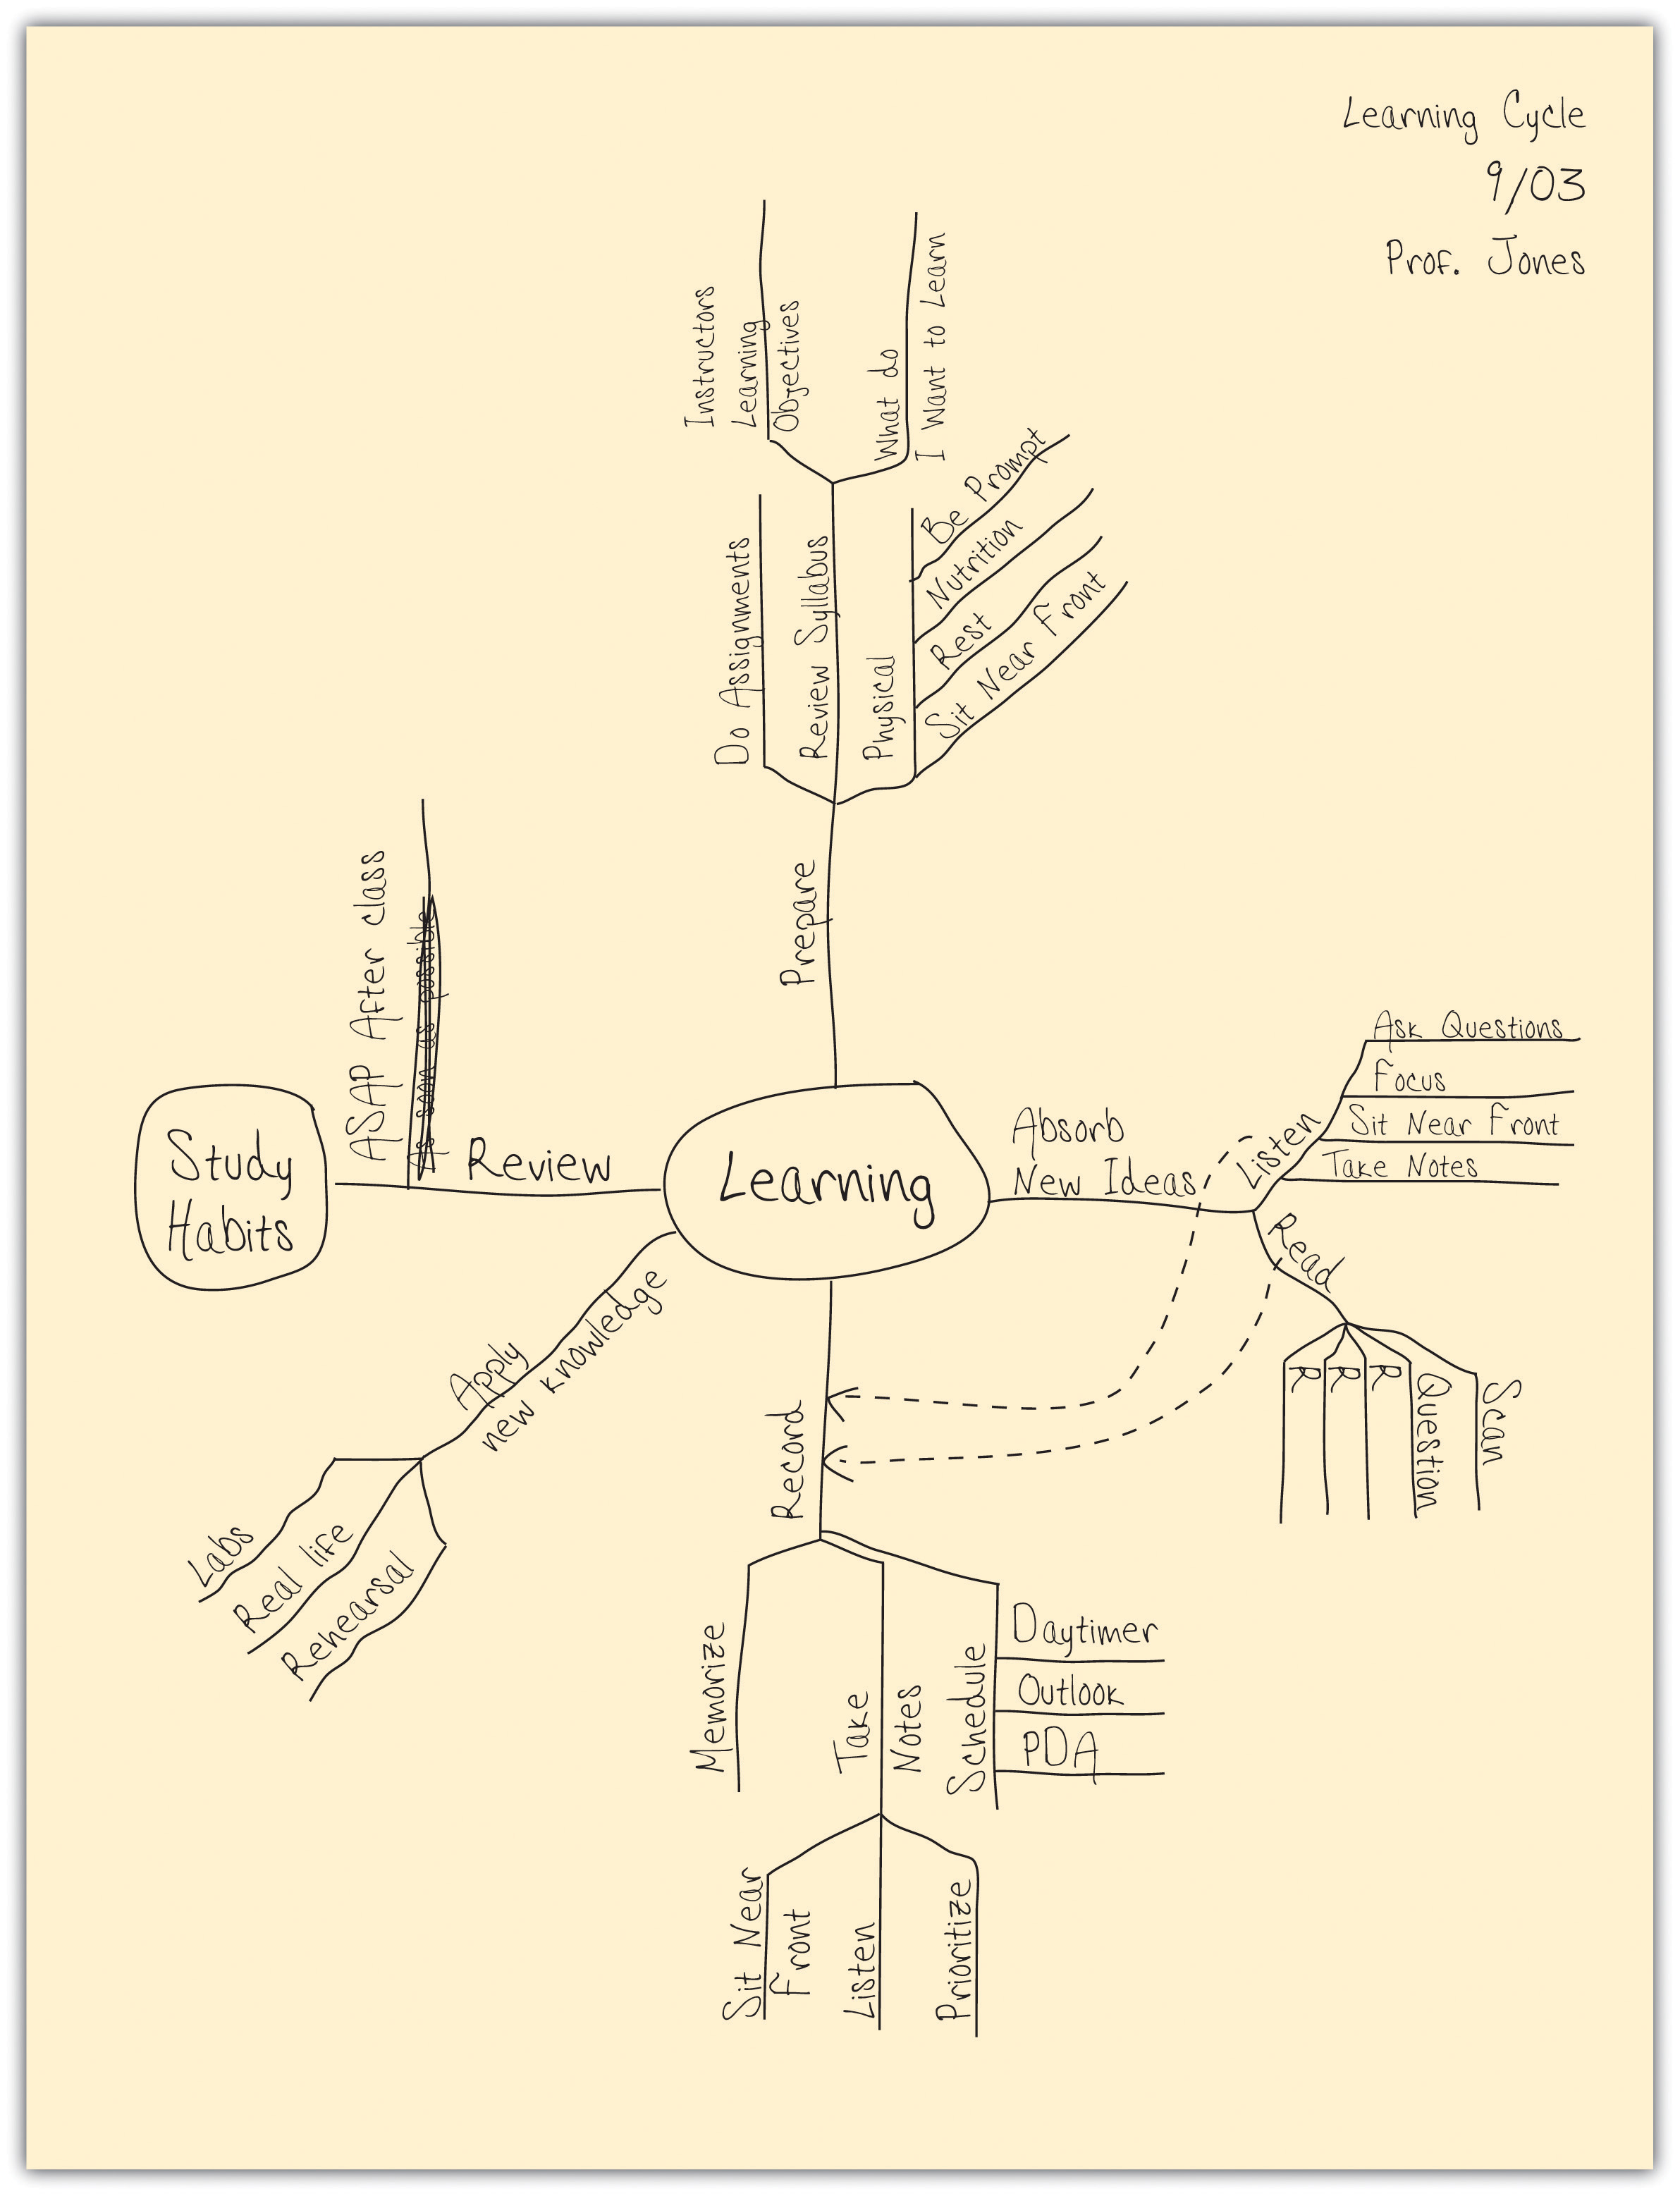 Learning Cycle
9/03
Prof. Jones
Instructors
Learning
Objectives
What do
I Want to Learn
Do Assignments
Review Syllabus
Physical
Be Prompt
Nutrition
Rest
Sit Near Front
Prepare
ASAP After class
As soon as possible
Study
Habits
Review
Learning
Absorb
New Ideas
Listen
Ask Questions
Focus
Sit Near Front
Take Notes
Read
R
R
R
Question
Scan
Apply
new knowledge
Labs
Real life
Rehearsal
Record
Memorize
Take
Notes
Schedule
Daytimer
Outlook
PDA
Sit Near
Front
Listen
Prioritize